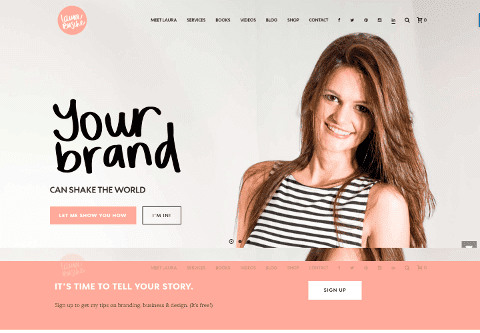 laura busche
MEET LAURA SERVICES BOOKS VIDEOS BLOG SHOP CONTACT 0
your
brand
CAN SHAKE THE WORLD
LET ME SHOW YOU HOW I'M IN!
MEET LAURA SERVICES BOOKS VIDEOS BLOG SHOP CONTACT 0
IT'S TIME TO TELL YOUR STORY.
SIGN UP
Sign up to get my tips on branding, business & design. (It's free!)